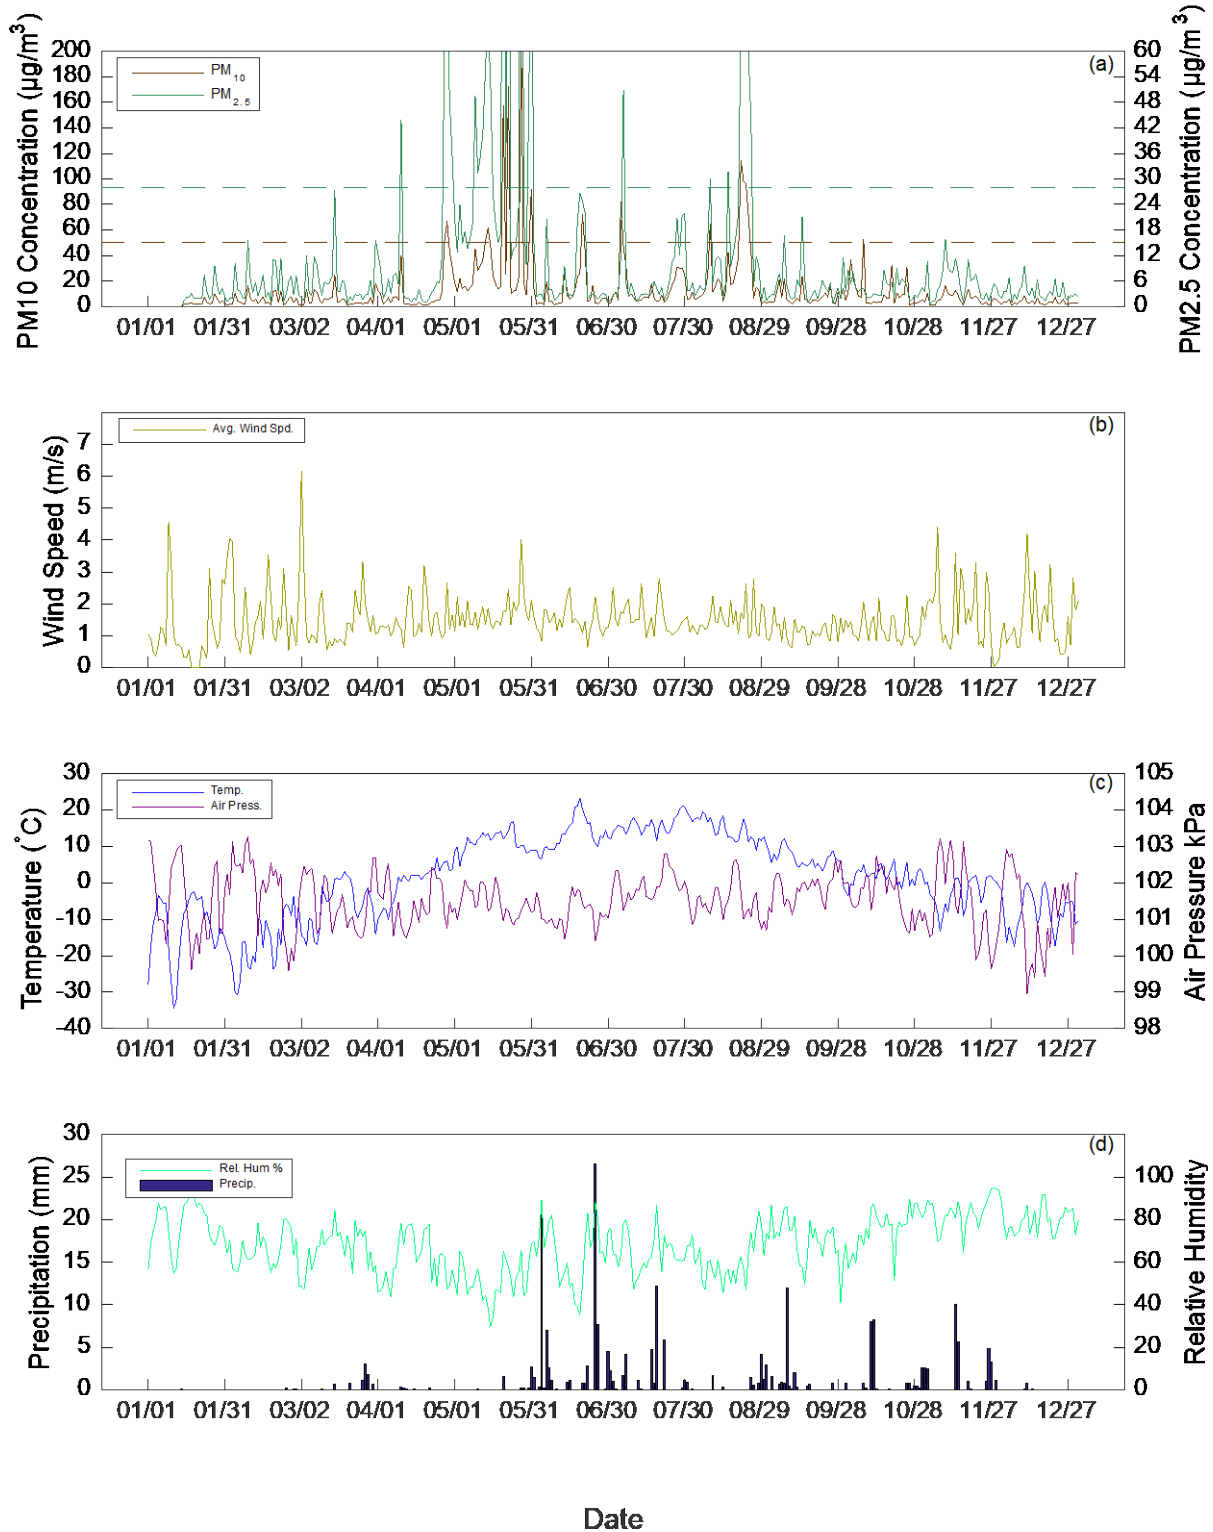 (a)
PM10 Concentration (µg/m³)
PM2.5 Concentration (µg/m³)
PM10
PM2.5
200
180
160
140
120
100
80
60
40
20
0
60
54
48
42
36
30
24
18
12
6
0
01/01 01/31 03/02 04/01 05/01 05/31 06/30 07/30 08/29 09/28 10/28 11/27 12/27
(b)
Wind Speed (m/s)
Avg. Wind Spd.
7
6
5
4
3
2
1
0
01/01 01/31 03/02 04/01 05/01 05/31 06/30 07/30 08/29 09/28 10/28 11/27 12/27
(c)
Temperature (°C)
Air Pressure kPa
Temp.
Air Press.
30
20
10
0
-10
-20
-30
-40
105
104
103
102
101
100
99
98
01/01 01/31 03/02 04/01 05/01 05/31 06/30 07/30 08/29 09/28 10/28 11/27 12/27
(d)
Precipitation (mm)
Relative Humidity
Rel. Hum %
Precip.
30
25
20
15
10
5
0
100
80
60
40
20
0
01/01 01/31 03/02 04/01 05/01 05/31 06/30 07/30 08/29 09/28 10/28 11/27 12/27
Date